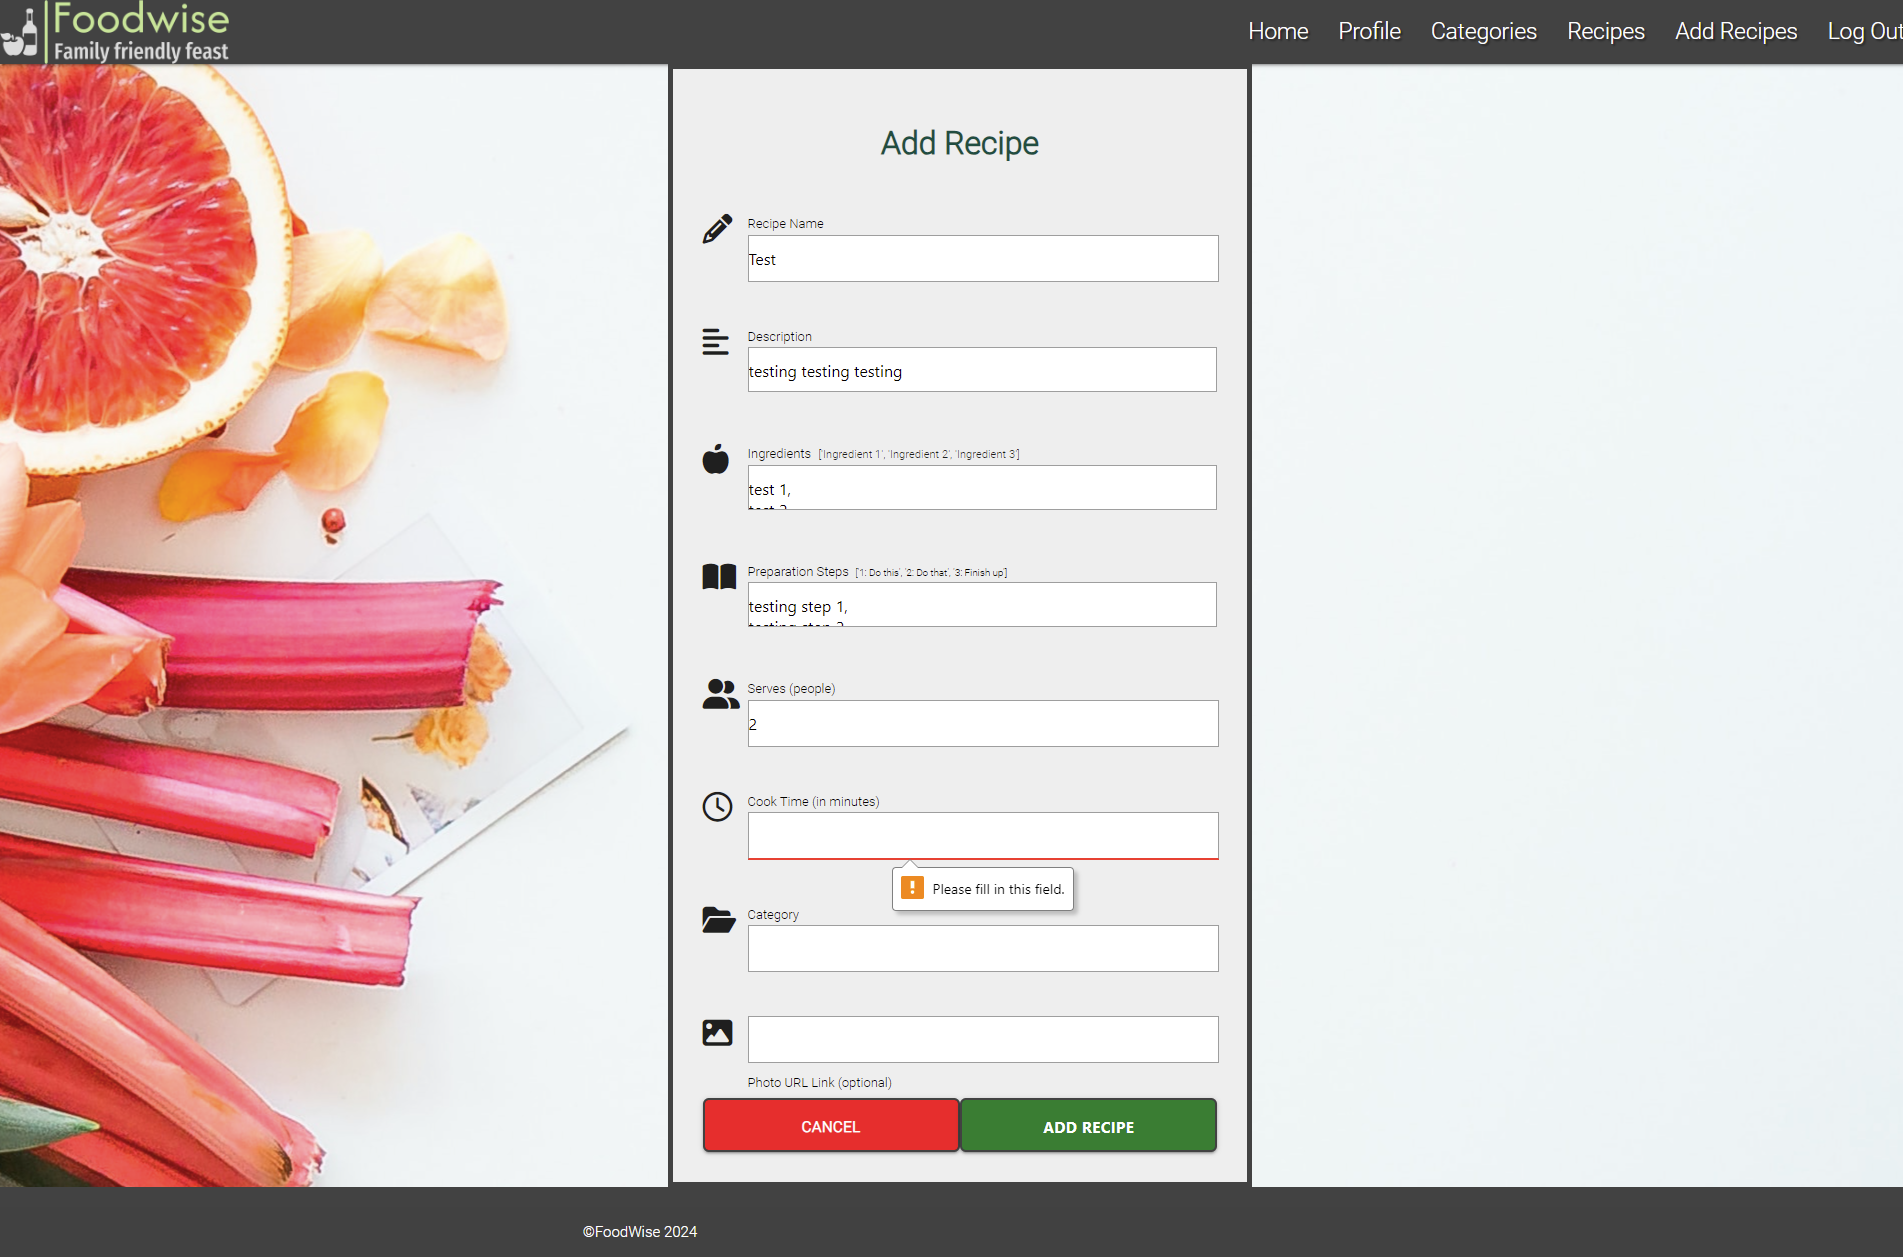 Foodwise
Family friendly feast
Home Profile Categories Recipes Add Recipes Log Out
Add Recipe
Recipe Name
Test
Description
testing testing testing
Ingredients ['Ingredient 1', 'Ingredient 2', 'Ingredient 3']
test 1,
Preparation Steps ['1: Do this', '2: Do that', '3: Finish up']
testing step 1,
Serves (people)
2
Cook Time (in minutes)
Please fill in this field.
Category
Photo URL Link (optional)
CANCEL ADD RECIPE
©FoodWise 2024